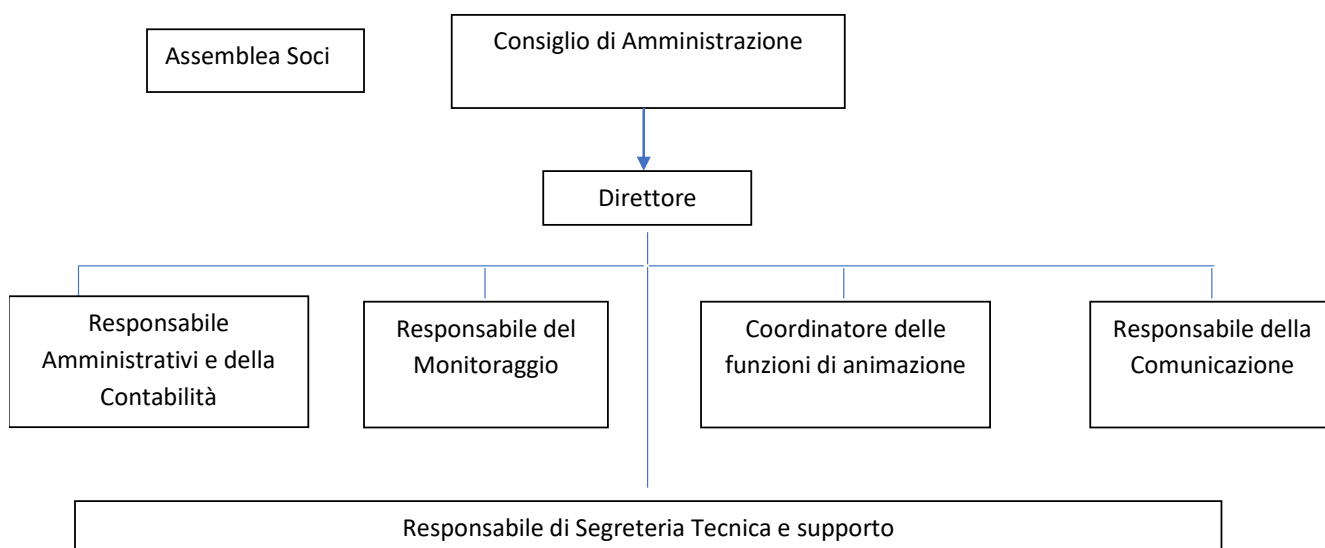 Assemblea Soci
Consiglio di Amministrazione
Direttore
Responsabile
Amministrativi e della
Contabilità
Responsabile del
Monitoraggio
Coordinatore delle
funzioni di animazione
Responsabile della
Comunicazione
Responsabile di Segreteria Tecnica e supporto